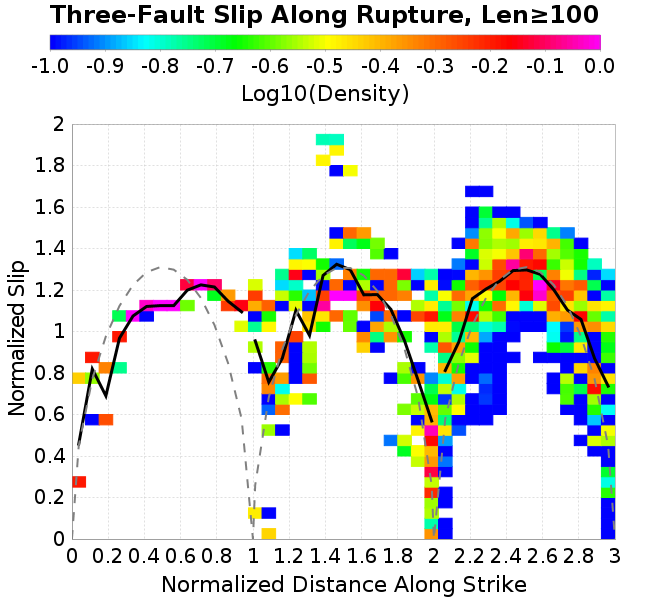 Three-Fault Slip Along Rupture, Len≥100
-1.0 -0.9 -0.8 -0.7 -0.6 -0.5 -0.4 -0.3 -0.2 -0.1 0.0
Log10(Density)
2
1.8
1.6
1.4
1.2
1
0.8
0.6
0.4
0.2
0
Normalized Slip
0 0.2 0.4 0.6 0.8 1 1.2 1.4 1.6 1.8 2 2.2 2.4 2.6 2.8 3
Normalized Distance Along Strike